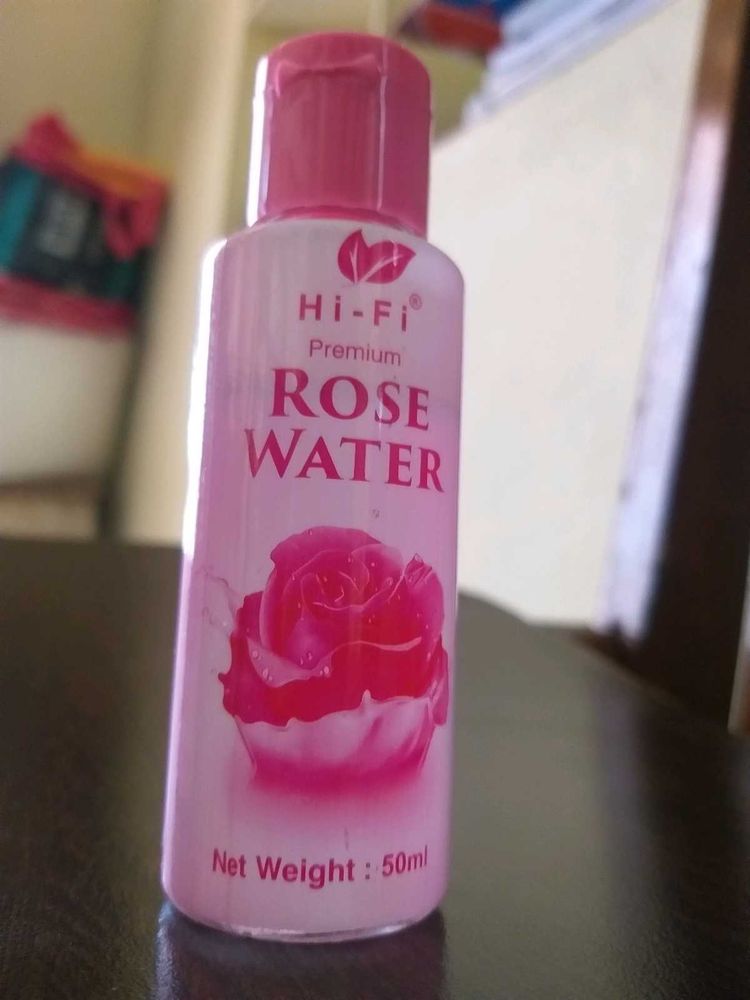 Hi-Fi®
Premium
ROSE
WATER
Net Weight : 50ml